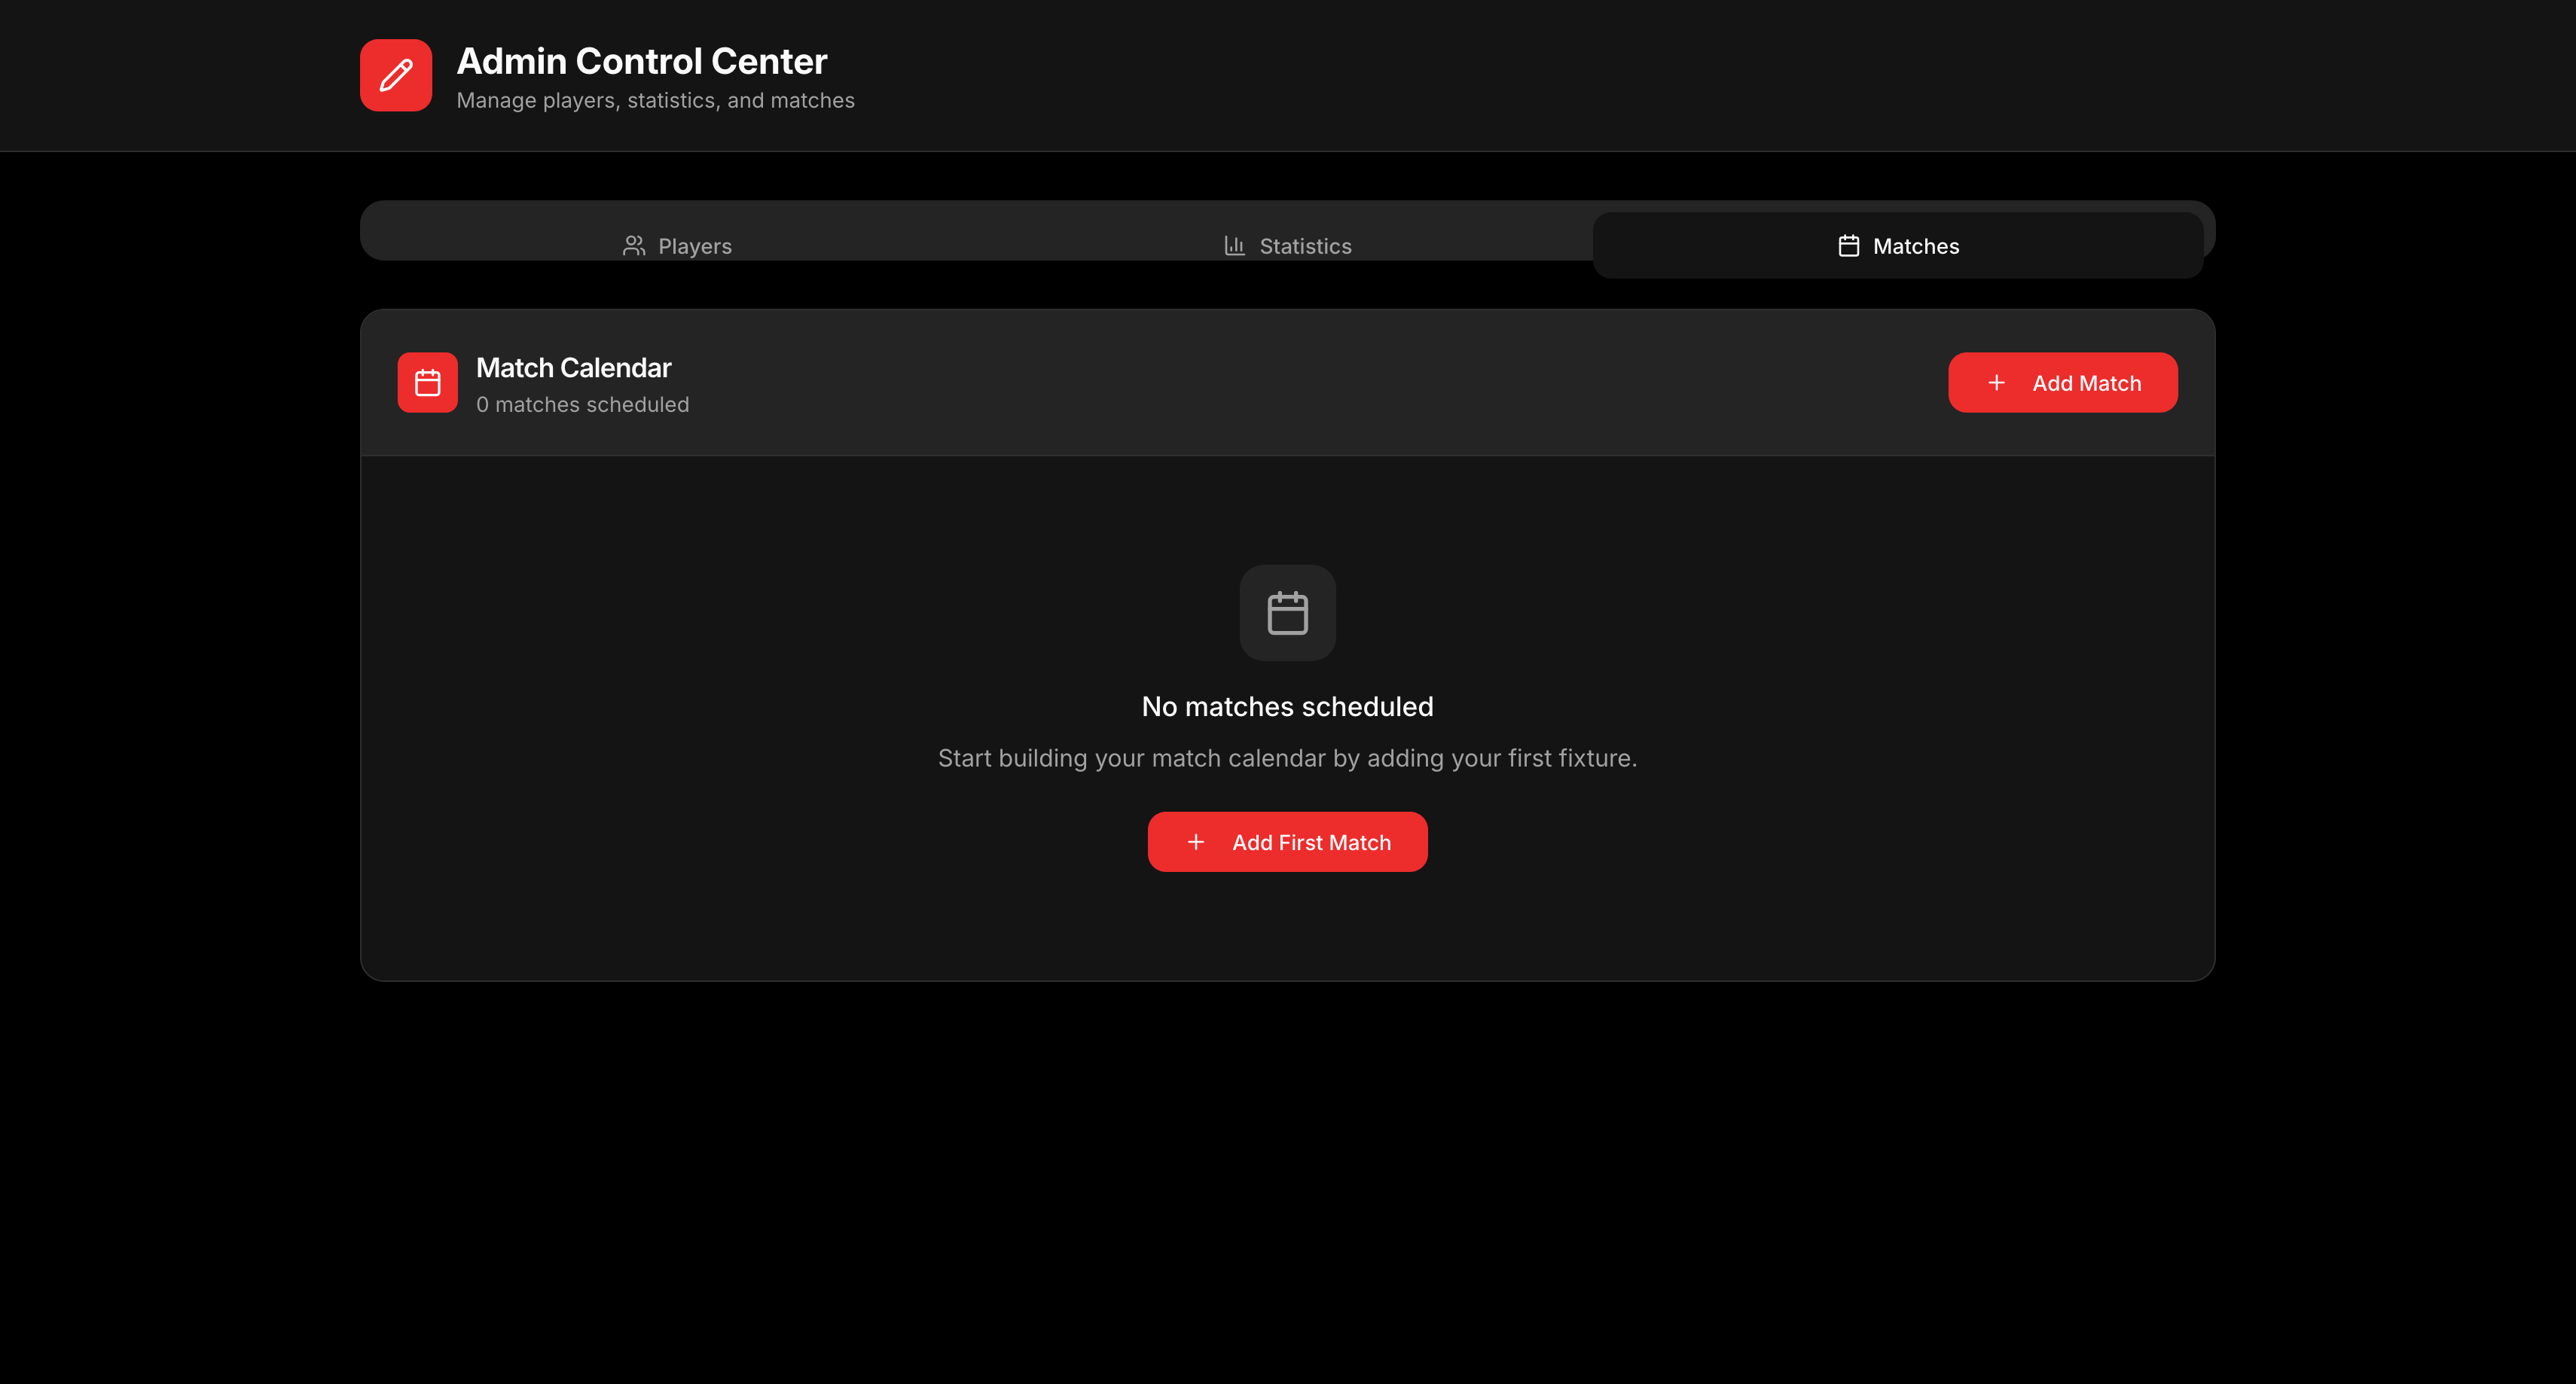 Admin Control Center
Manage players, statistics, and matches
Players
Statistics
Matches
Match Calendar
0 matches scheduled
Add Match
No matches scheduled
Start building your match calendar by adding your first fixture.
Add First Match